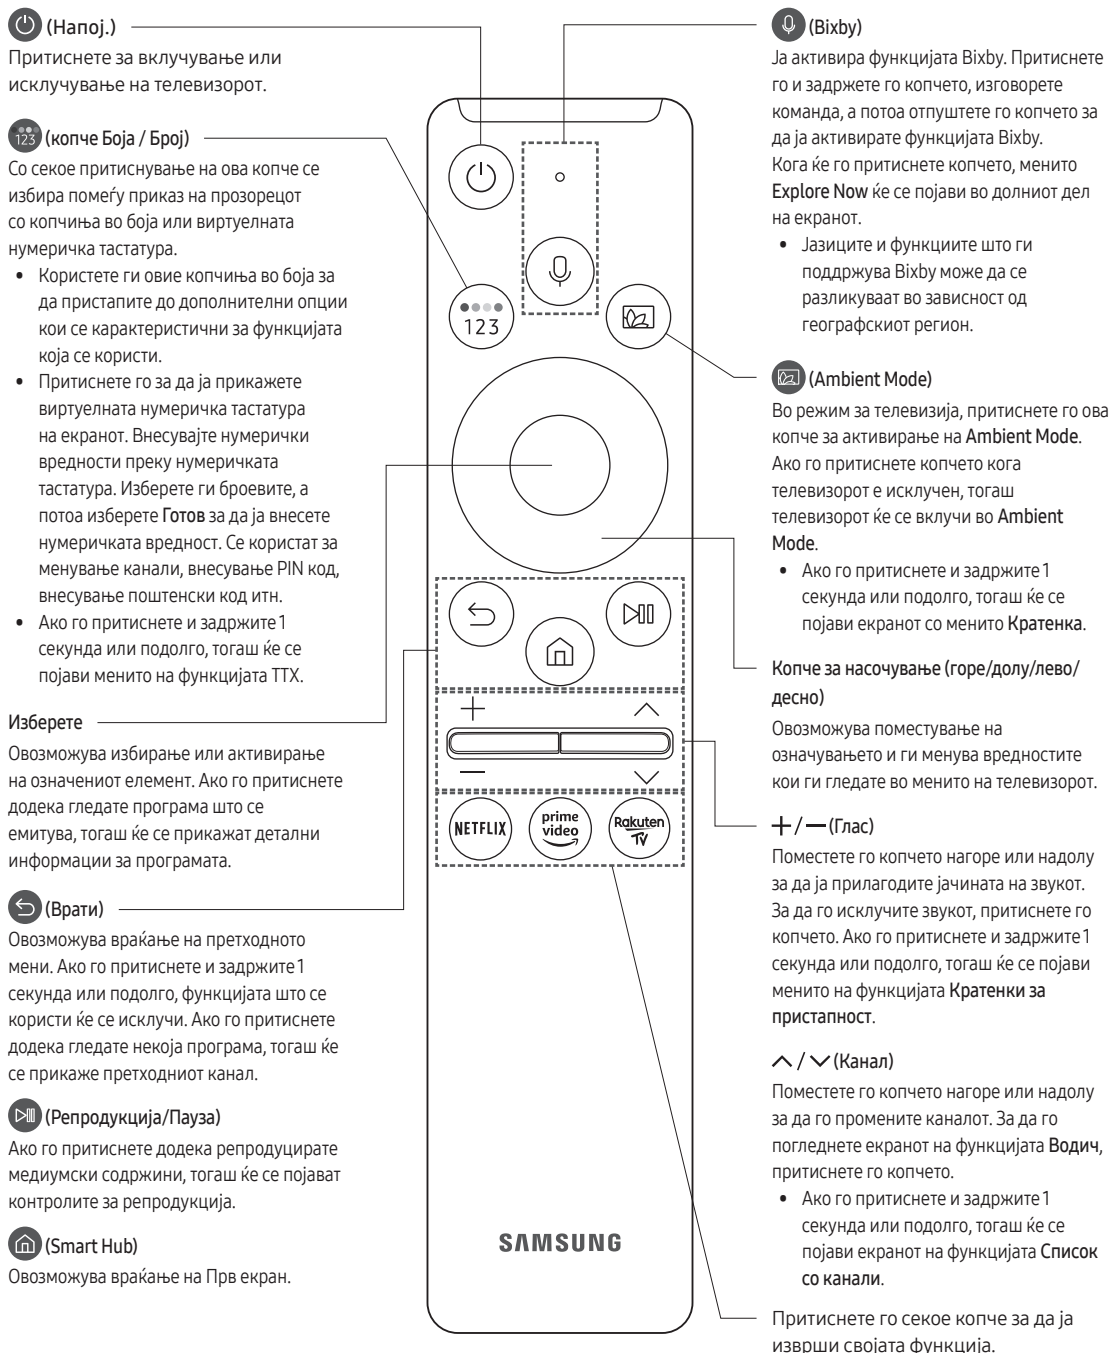 (Напој.)
Притиснете за вклучување или
исклучување на телевизорот.
123 (копче Боја / Број)
Со секое притиснување на ова копче се
избира помеѓу приказ на прозорецот
со копчиња во боја или виртуелната
нумеричка тастатура.
• Користете ги овие копчиња во боја за
да пристапите до дополнителни опции
кои се карактеристични за функцијата
која се користи.
• Притиснете го за да ја прикажете
виртуелната нумеричка тастатура
на екранот. Внесувајте нумерички
вредности преку нумеричката
тастатура. Изберете ги броевите, а
потоа изберете Готов за да ја внесете
нумеричката вредност. Се користат за
менување канали, внесување PIN код,
внесување поштенски код итн.
• Ако го притиснете и задржите 1
секунда или подолго, тогаш ќе се
појави менито на функцијата TTX.
Изберете
Овозможува избирање или активирање
на означениот елемент. Ако го притиснете
додека гледате програма што се
емитува, тогаш ќе се прикажат детални
информации за програмата.
(Врати)
Овозможува враќање на претходното
мени. Ако го притиснете и задржите 1
секунда или подолго, функцијата што се
користи ќе се исклучи. Ако го притиснете
додека гледате некоја програма, тогаш ќе
се прикаже претходниот канал.
(Репродукција/Пауза)
Ако го притиснете додека репродуцирате
медиумски содржини, тогаш ќе се појават
контролите за репродукција.
(Smart Hub)
Овозможува враќање на Прв екран.
123
NETFLIX
prime
video
Rakuten
TV
SAMSUNG
(Bixby)
Ја активира функцијата Bixby. Притиснете
го и задржете го копчето, изговорете
команда, а потоа отпуштете го копчето за
да ја активирате функцијата Bixby.
Кога ќе го притиснете копчето, менито
Explore Now ќе се појави во долниот дел
на екранот.
• Јазиците и функциите што ги
поддржува Bixby може да се
разликуваат во зависност од
географскиот регион.
(Ambient Mode)
Во режим за телевизија, притиснете го ова
копче за активирање на Ambient Mode.
Ако го притиснете копчето кога
телевизорот е исклучен, тогаш
телевизорот ќе се вклучи во Ambient
Mode.
• Ако го притиснете и задржите 1
секунда или подолго, тогаш ќе се
појави екранот со менито Кратенка.
Копче за насочување (горе/долу/лево/
десно)
Овозможува поместување на
означувањето и ги менува вредностите
кои ги гледате во менито на телевизорот.
+ / — (Глас)
Поместете го копчето нагоре или надолу
за да ја прилагодите јачината на звукот.
За да го исклучите звукот, притиснете го
копчето. Ако го притиснете и задржите 1
секунда или подолго, тогаш ќе се појави
менито на функцијата Кратенки за
пристапност.
/ (Канал)
Поместете го копчето нагоре или надолу
за да го промените каналот. За да го
погледнете екранот на функцијата Водич,
притиснете го копчето.
• Ако го притиснете и задржите 1
секунда или подолго, тогаш ќе се
појави екранот на функцијата Список
со канали.
Притиснете го секое копче за да ја
изврши својата функција.